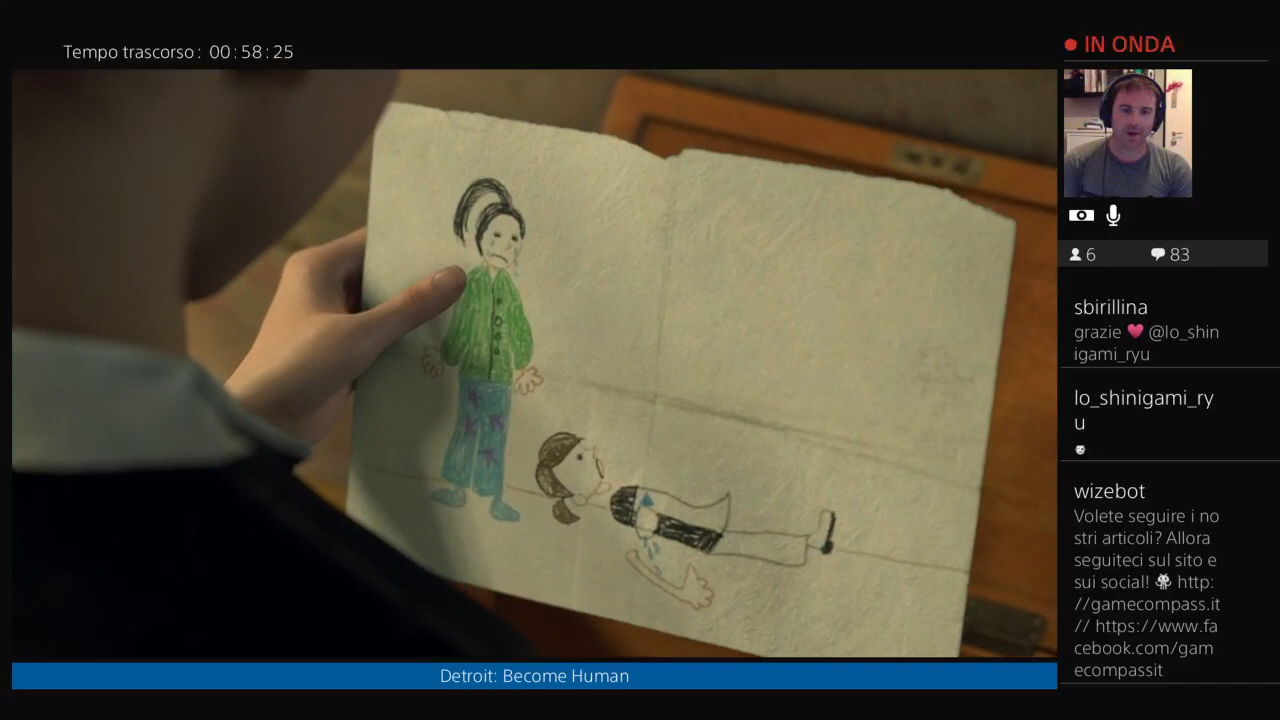 Tempo trascorso: 00:58:25
IN ONDA
6 83
sbirillina
grazie ❤ @lo_shin
igami_ryu
lo_shinigami_ry
u
wizebot
Volete seguire i no
stri articoli? Allora
seguiteci sul sito e
sui social! http:
//gamecompass.it
// https://www.fa
cebook.com/gam
ecompassit
Detroit: Become Human